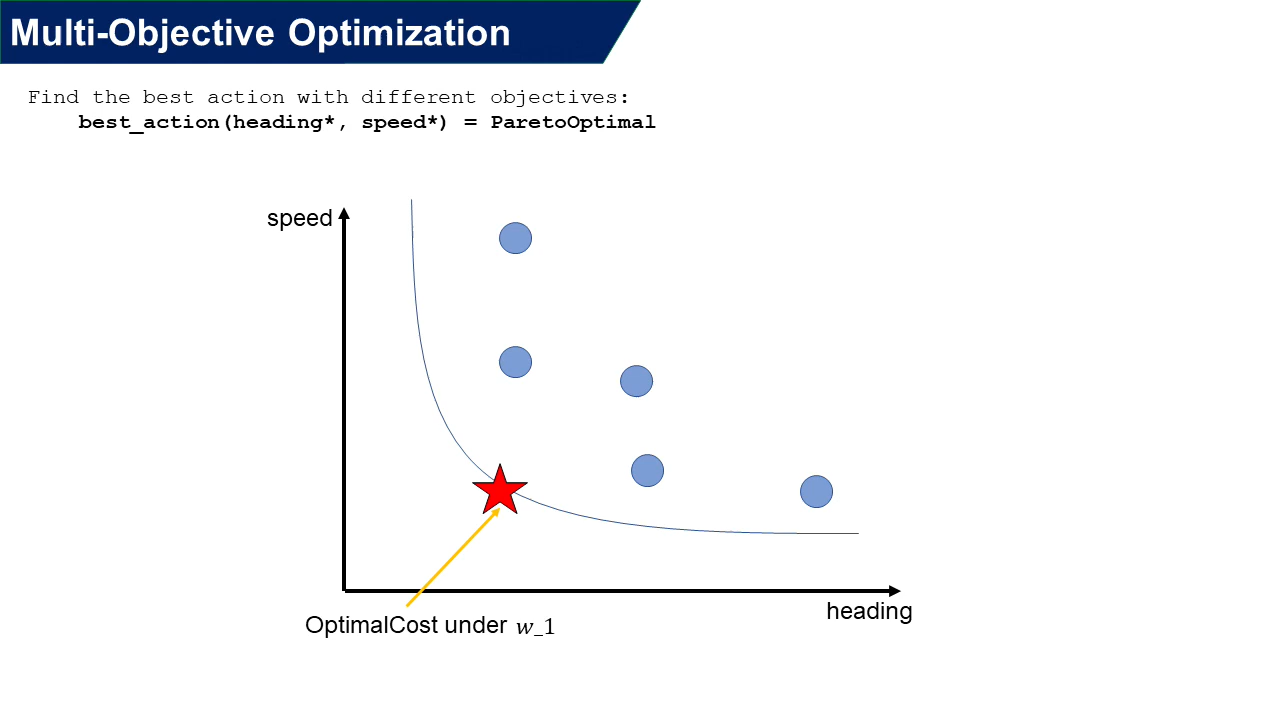 Multi-Objective Optimization
Find the best action with different objectives:
best_action(heading*, speed*) = ParetoOptimal
speed
heading
OptimalCost under w_1